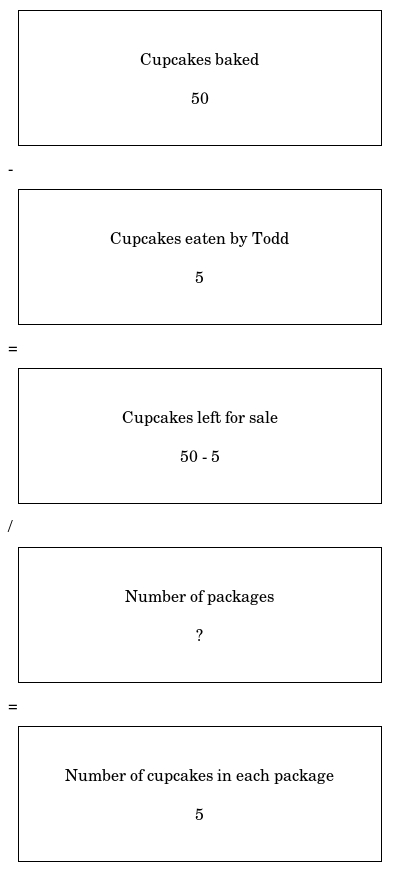 Cupcakes baked
50
-
Cupcakes eaten by Todd
5
=
Cupcakes left for sale
50 - 5
/
Number of packages
?
=
Number of cupcakes in each package
5